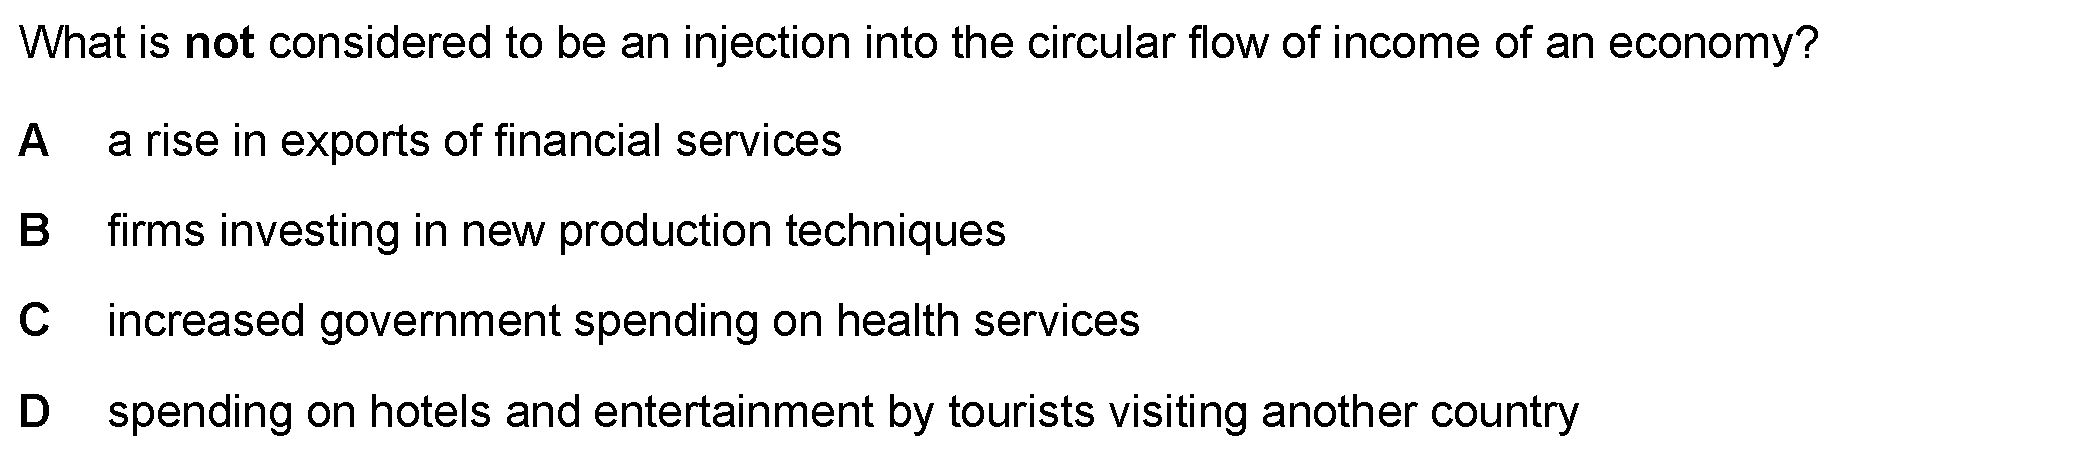 What is not considered to be an injection into the circular flow of income of an economy?
A a rise in exports of financial services
B firms investing in new production techniques
C increased government spending on health services
D spending on hotels and entertainment by tourists visiting another country